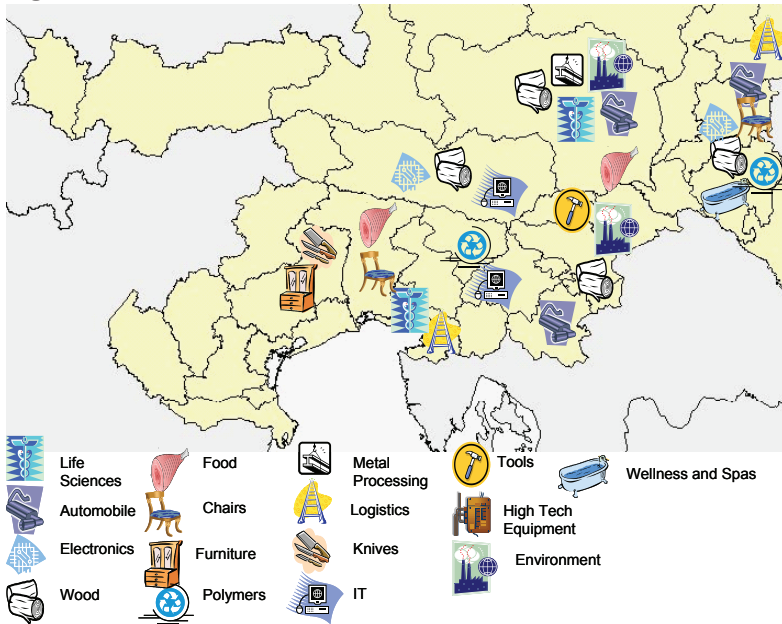 Life
Sciences
Food
Metal
Processing
Tools
Wellness and Spas
Automobile
Chairs
Logistics
High Tech
Equipment
Electronics
Furniture
Knives
Environment
Wood
Polymers
IT